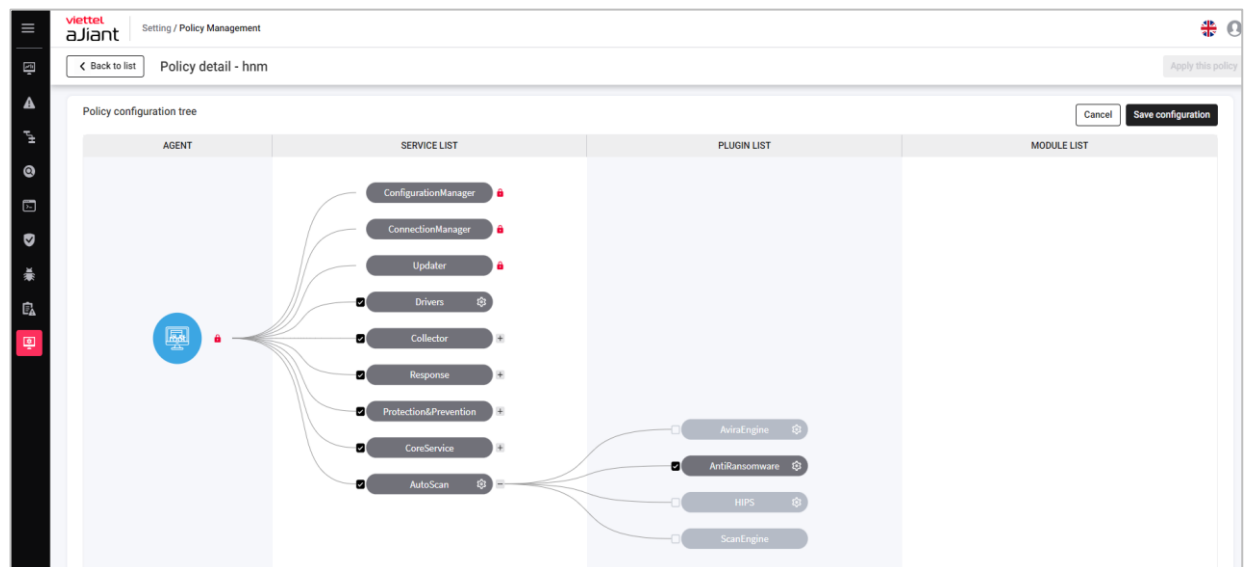 viettel
aJiant
Setting / Policy Management
Back to list
Policy detail - hnm
Apply this policy
Policy configuration tree
Cancel
Save configuration
AGENT
SERVICE LIST
PLUGIN LIST
MODULE LIST
ConfigurationManager
ConnectionManager
Updater
Drivers
Collector
Response
Protection&Prevention
CoreService
AutoScan
AviraEngine
AntiRansomware
HIPS
ScanEngine